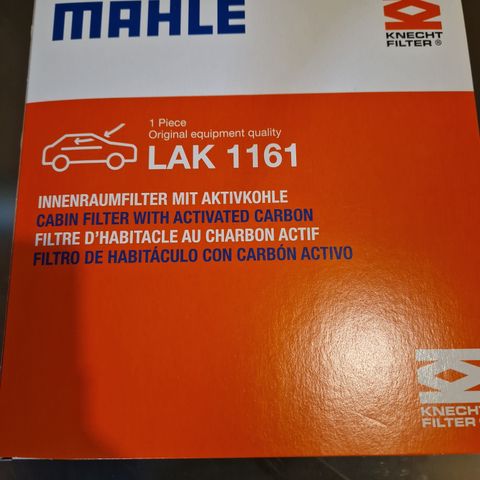 MAHLE
KNECHT
FILTER®
1 Piece
Original equipment quality
LAK 1161
INNENRAUMFILTER MIT AKTIVKOHLE
CABIN FILTER WITH ACTIVATED CARBON
FILTRE D'HABITACLE AU CHARBON ACTIF
FILTRO DE HABITÁCULO CON CARBÓN ACTIVO
KNECHT
FILTER®